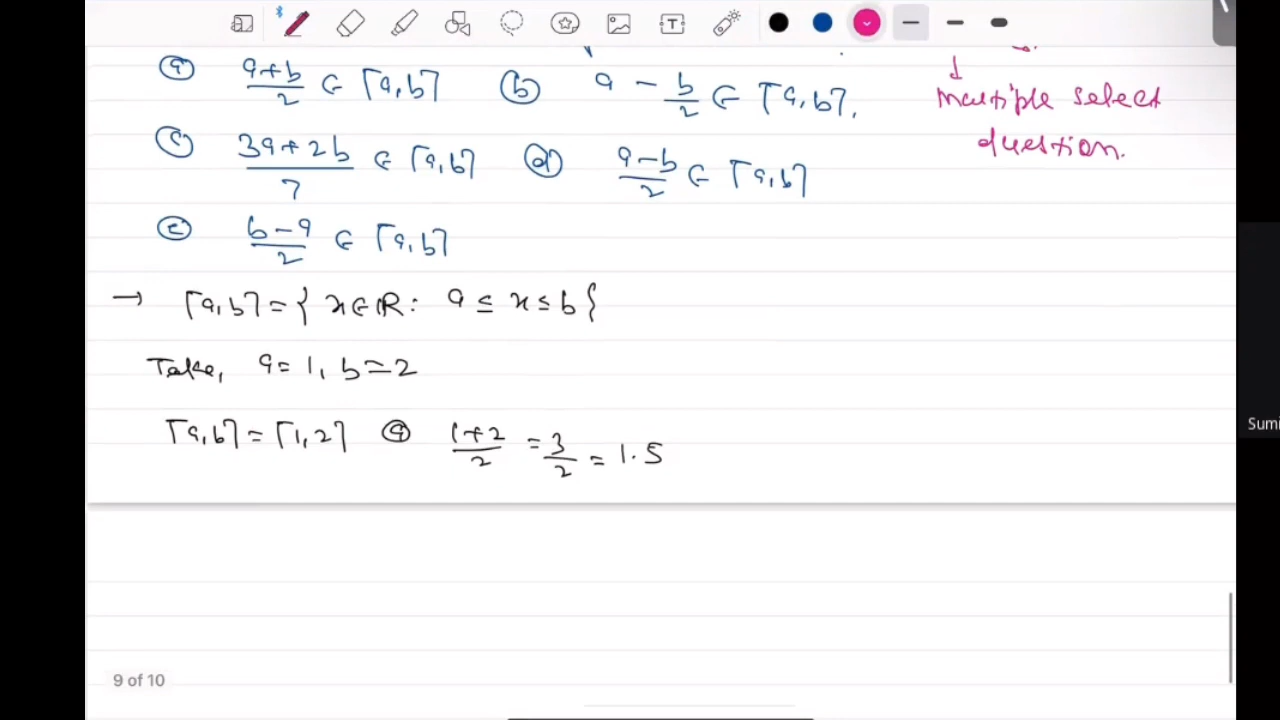 (a) a+b/2 ∈ [a,b] (b) a - b/2 ∈ [a,b].
multiple select
question.
(c) 3a+2b/7 ∈ [a,b] (d) a-b/2 ∈ [a,b]
(e) b-a/2 ∈ [a,b]
→ [a,b] = { x∈ℝ: a ≤ x ≤ b }
Take, a=1, b=2
[a,b] = [1,2] (a) 1+2/2 = 3/2 = 1.5
Sumi
9 of 10